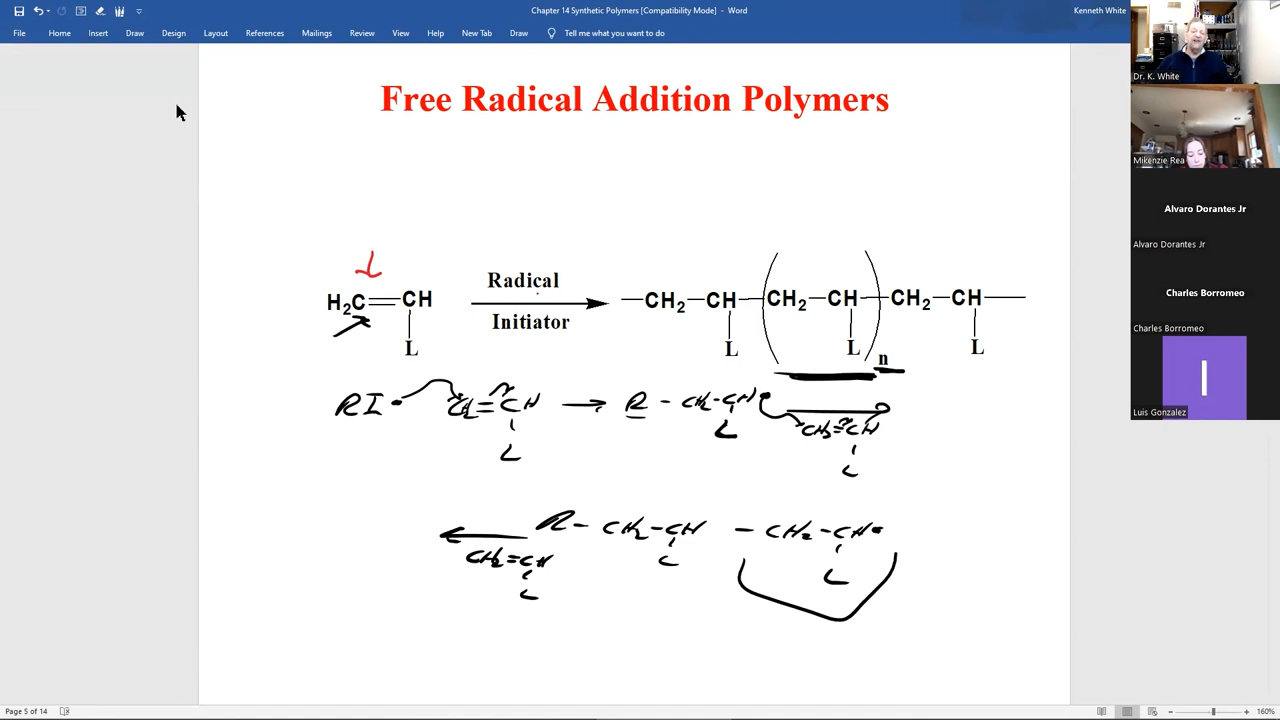 Chapter 14 Synthetic Polymers [Compatibility Mode] - Word
Kenneth White
File Home Insert Draw Design Layout References Mailings Review View Help New Tab Draw Tell me what you want to do
Free Radical Addition Polymers
H2C=CH
L
Radical
Initiator
—CH2—CH—(CH2—CH—)CH2—CH—
L L L
n
RI• CH=CH → R - CH2-CH•
L L
CH2=CH
L
R - CH2-CH - CH2-CH•
L L
CH2=CH
L
Page 5 of 14
160%
Dr. K. White
Mikenzie Rea
Alvaro Dorantes Jr
Alvaro Dorantes Jr
Charles Borromeo
Charles Borromeo
I
Luis Gonzalez